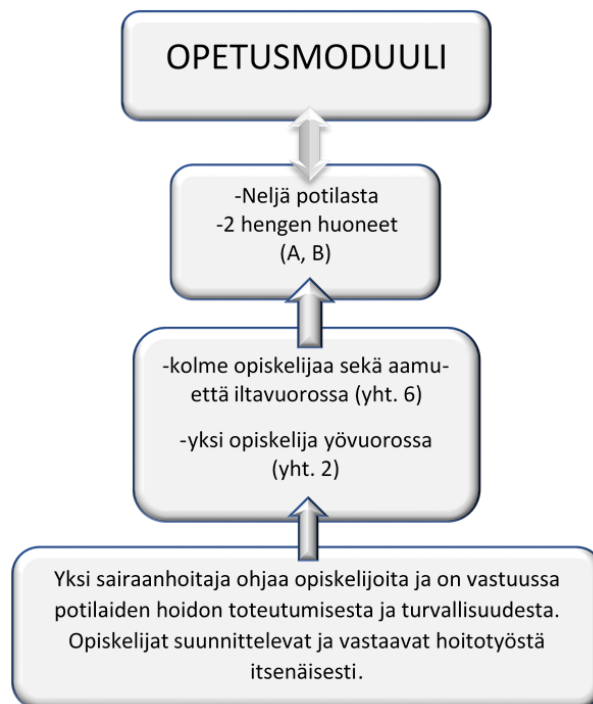 OPETUSMODUULI
-Neljä potilasta
-2 hengen huoneet
(A, B)
-kolme opiskelijaa sekä aamu-
että iltavuorossa (yht. 6)
-yksi opiskelija yövuorossa
(yht. 2)
Yksi sairaanhoitaja ohjaa opiskelijoita ja on vastuussa
potilaiden hoidon toteutumisesta ja turvallisuudesta.
Opiskelijat suunnittelevat ja vastaavat hoitotyöstä
itsenäisesti.